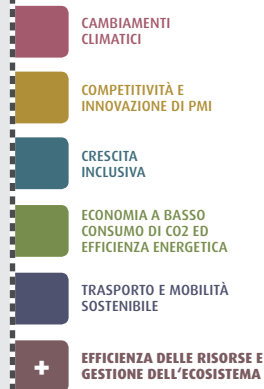 CAMBIAMENTI
CLIMATICI
COMPETITIVITÀ E
INNOVAZIONE DI PMI
CRESCITA
INCLUSIVA
ECONOMIA A BASSO
CONSUMO DI CO2 ED
EFFICIENZA ENERGETICA
TRASPORTO E MOBILITÀ
SOSTENIBILE
+
EFFICIENZA DELLE RISORSE E
GESTIONE DELL'ECOSISTEMA